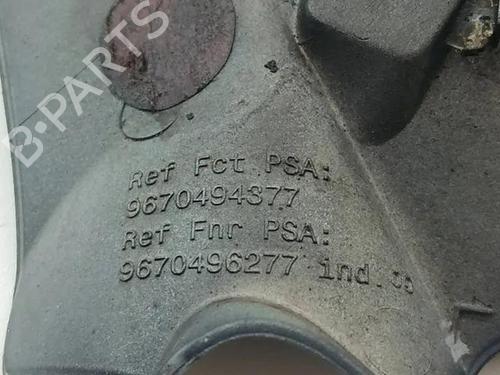 B-PARTS
Ref Fct PSA:
9670494377
Ref Fnr PSA:
9670496277 ind.